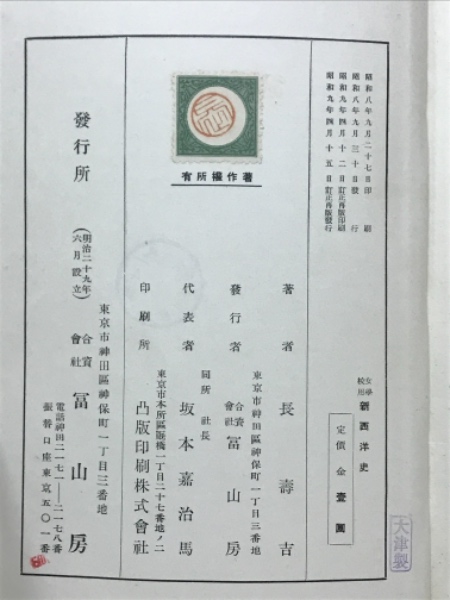 昭和八年九月二十七日印刷
昭和八年九月三十日發行
昭和九年四月十二日訂正再版印刷
昭和九年四月十五日訂正再版發行
女學校用 新西洋史
定價金壹圓
大津製
著作權所有
著者 長壽吉
東京市神田區神保町一丁目三番地
發行者 合資會社 冨山房
同所 社長
代表者 坂本嘉治馬
東京市本所區厩橋一丁目二十七番地ノ二
印刷所 凸版印刷株式會社
發行所
(明治二十九年六月設立)
東京市神田區神保町一丁目三番地
合資會社 冨山房
電話神田二一七一——二一七八番
振替口座東京五〇一番